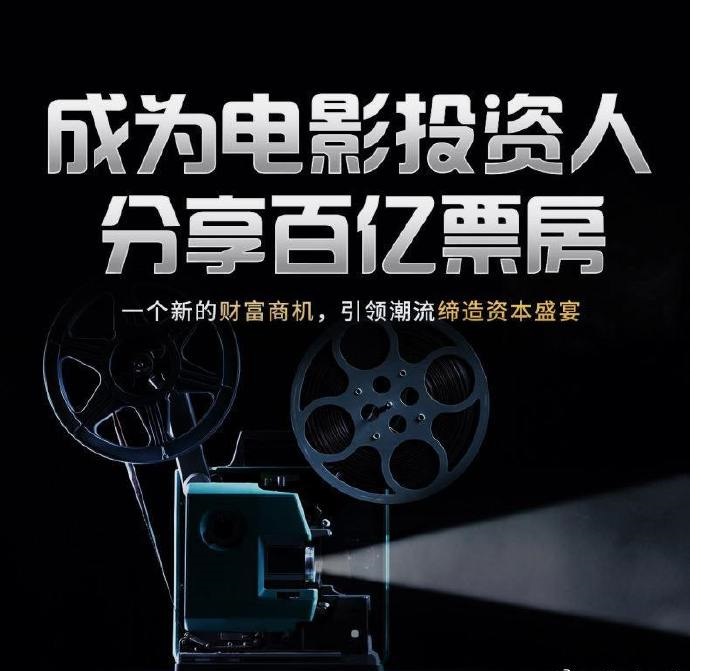 成为电影投资人
分享百亿票房
一个新的财富商机，引领潮流缔造资本盛宴